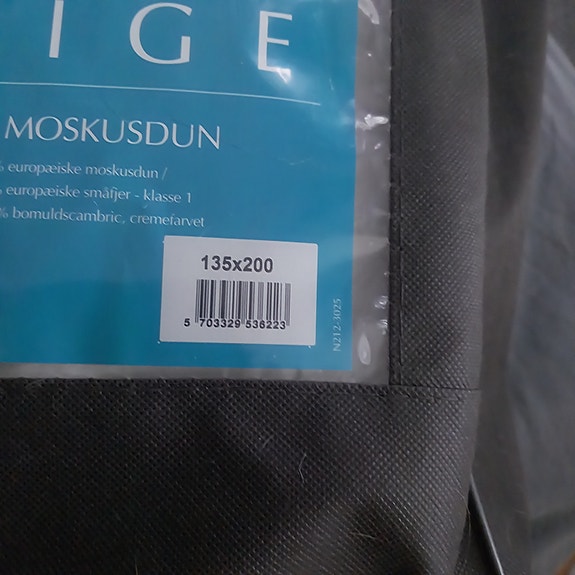 IGE
MOSKUSDUN
% europæiske moskusdun /
% europæiske småfjer - klasse 1
% bomuldscambric, cremefarvet
135x200
5 703329 536223
N212-3025